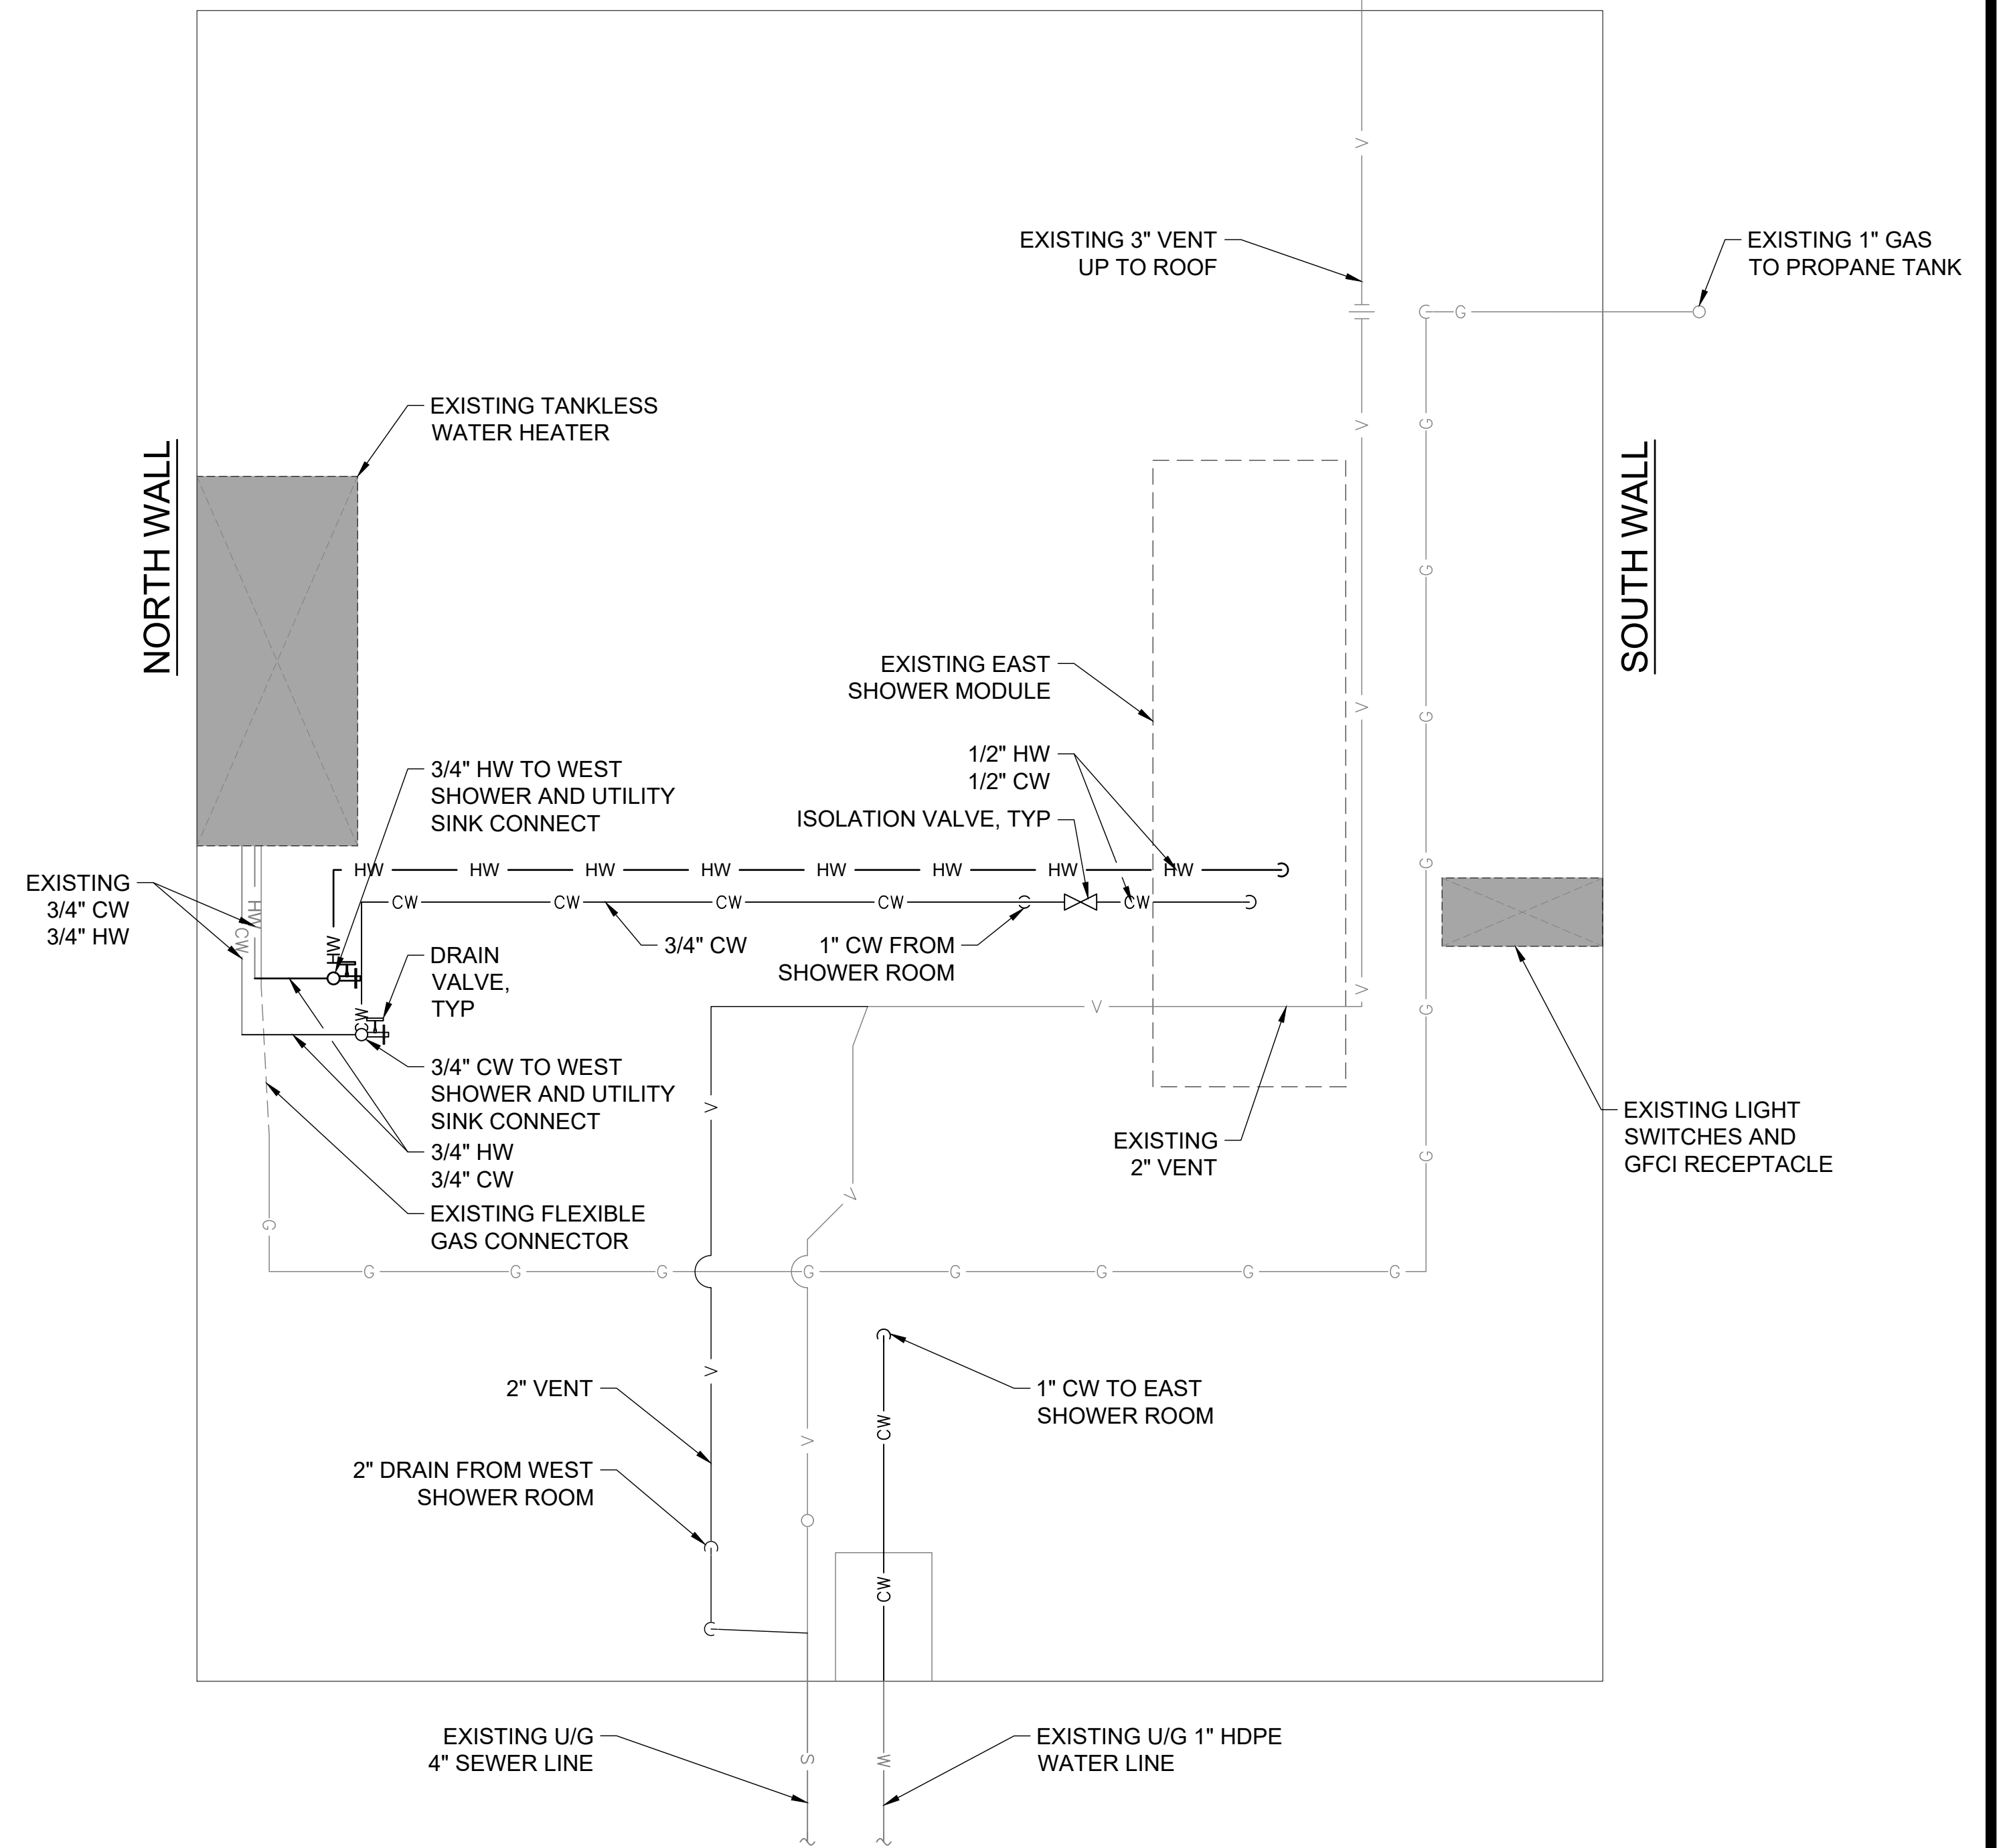 EXISTING 3" VENT
UP TO ROOF
EXISTING 1" GAS
TO PROPANE TANK
EXISTING TANKLESS
WATER HEATER
NORTH WALL
SOUTH WALL
EXISTING EAST
SHOWER MODULE
3/4" HW TO WEST
SHOWER AND UTILITY
SINK CONNECT
1/2" HW
1/2" CW
ISOLATION VALVE, TYP
EXISTING
3/4" CW
3/4" HW
3/4" CW
1" CW FROM
SHOWER ROOM
DRAIN
VALVE,
TYP
3/4" CW TO WEST
SHOWER AND UTILITY
SINK CONNECT
3/4" HW
3/4" CW
EXISTING FLEXIBLE
GAS CONNECTOR
EXISTING
2" VENT
EXISTING LIGHT
SWITCHES AND
GFCI RECEPTACLE
2" VENT
1" CW TO EAST
SHOWER ROOM
2" DRAIN FROM WEST
SHOWER ROOM
EXISTING U/G
4" SEWER LINE
EXISTING U/G 1" HDPE
WATER LINE
HW HW HW HW HW HW HW HW
CW CW CW CW CW
HW
CW
HW
CW
V
V
V
V
V
V
V
V
V
G
G
G
G
G
G
G
G
G
G G G G G G G G
CW
CW
S
W